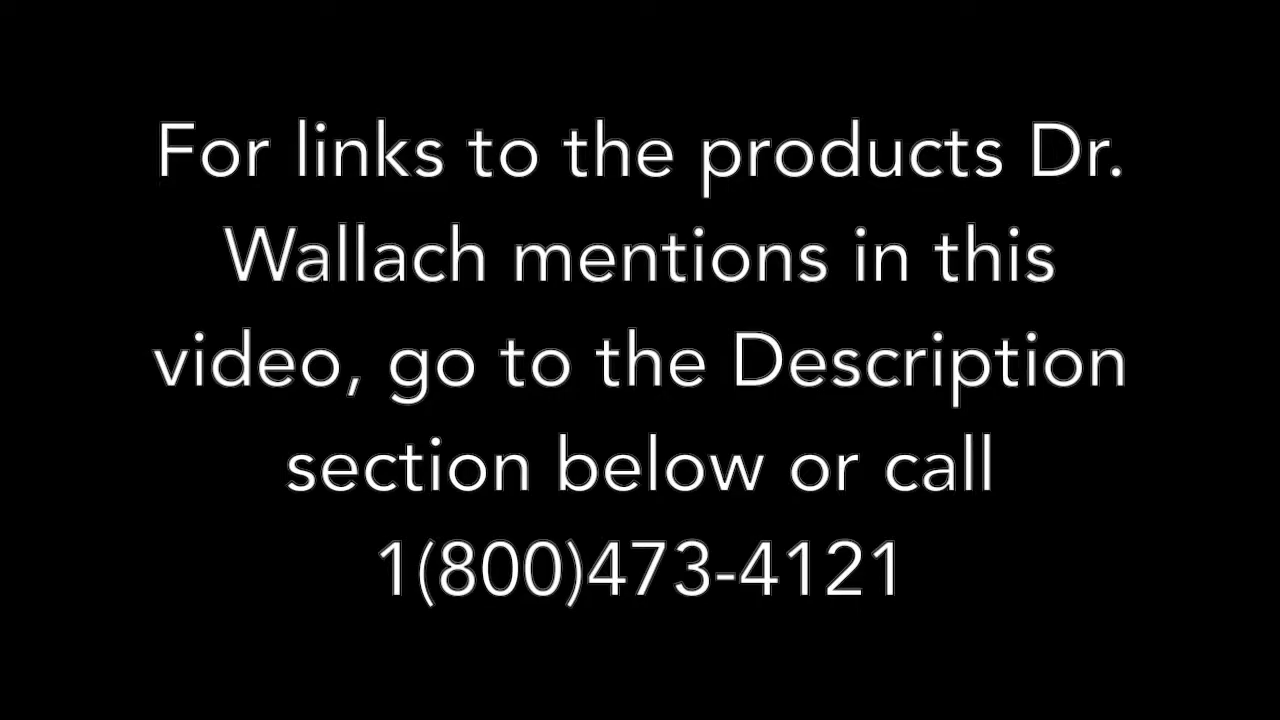 For links to the products Dr.
Wallach mentions in this
video, go to the Description
section below or call
1(800)473-4121